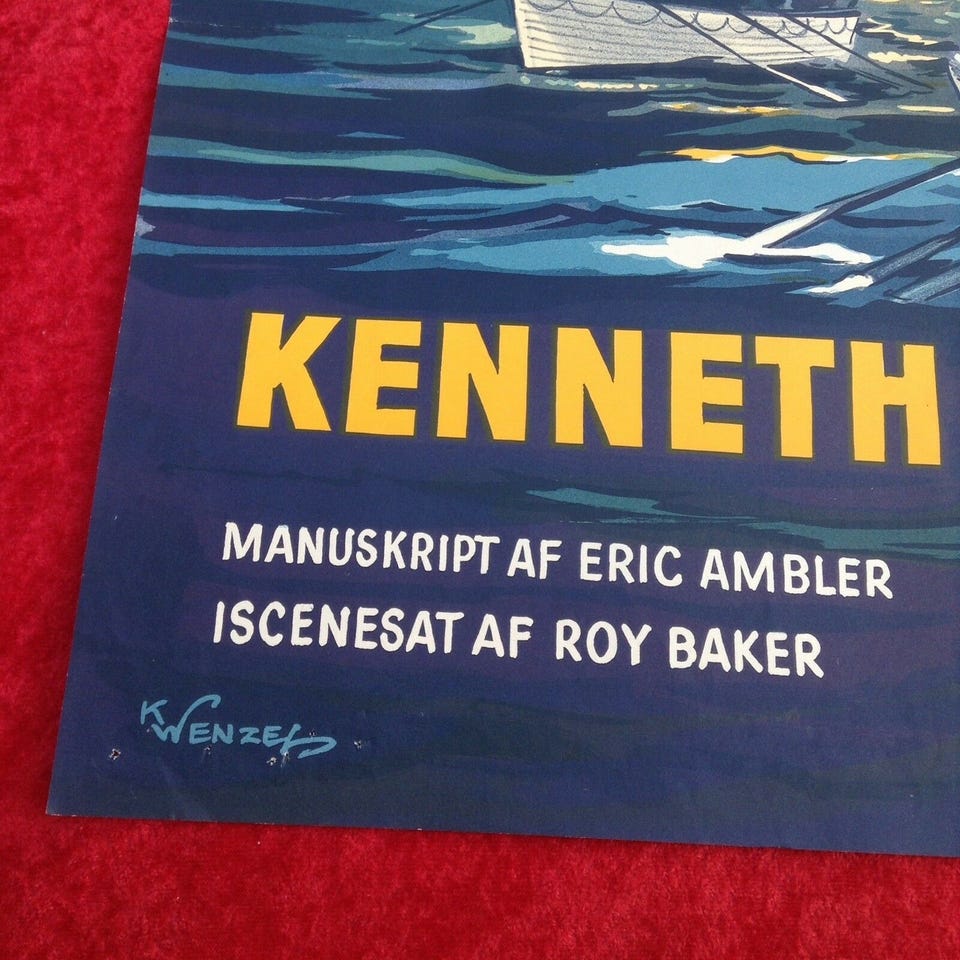 KENNETH
MANUSKRIPT AF ERIC AMBLER
ISCENESAT AF ROY BAKER
K WENZEL